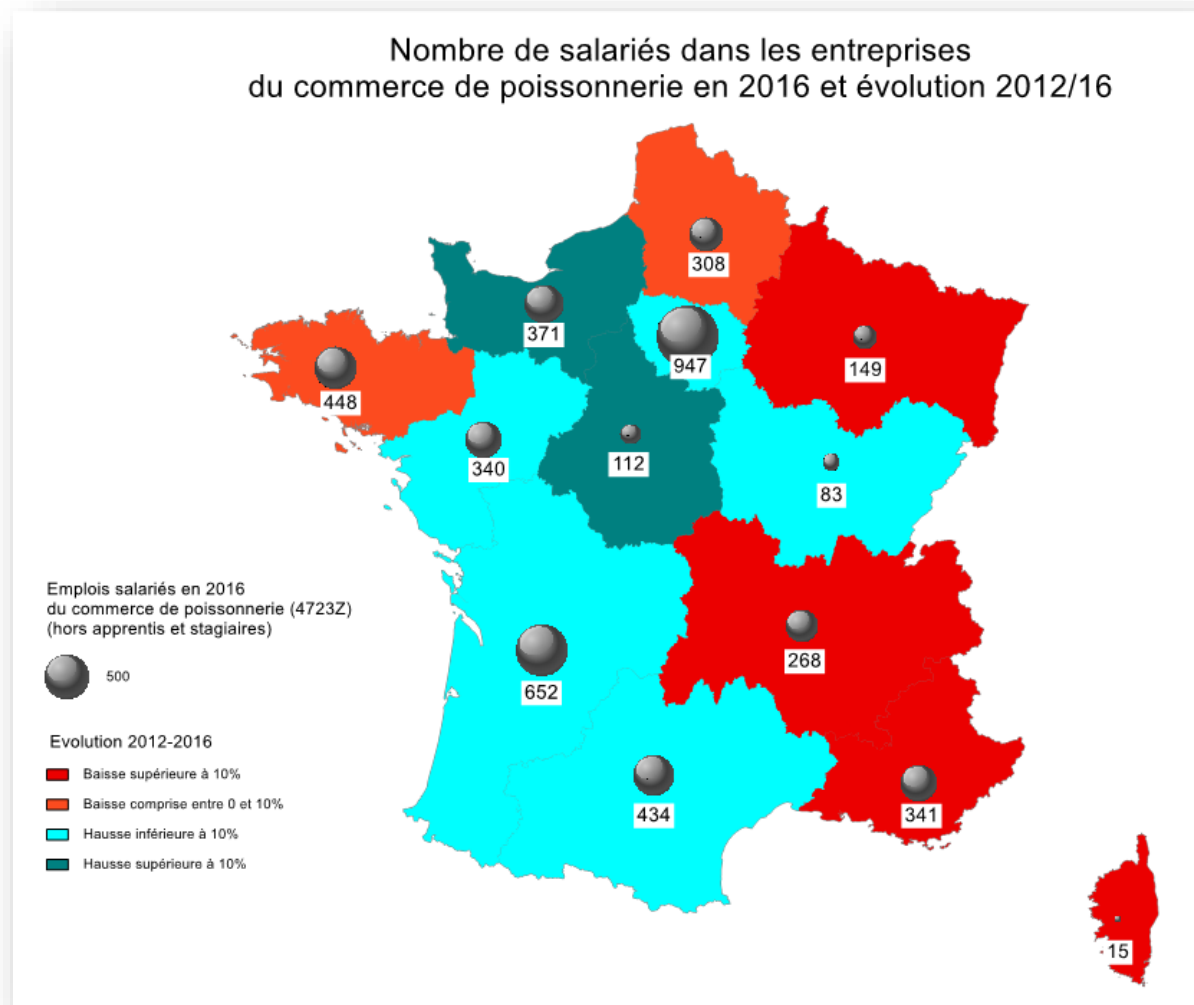 Nombre de salariés dans les entreprises
du commerce de poissonnerie en 2016 et évolution 2012/16
308
371
947
149
448
340
112
83
Emplois salariés en 2016
du commerce de poissonnerie (4723Z)
(hors apprentis et stagiaires)
500
268
652
Evolution 2012-2016
Baisse supérieure à 10%
Baisse comprise entre 0 et 10%
Hausse inférieure à 10%
Hausse supérieure à 10%
434
341
15